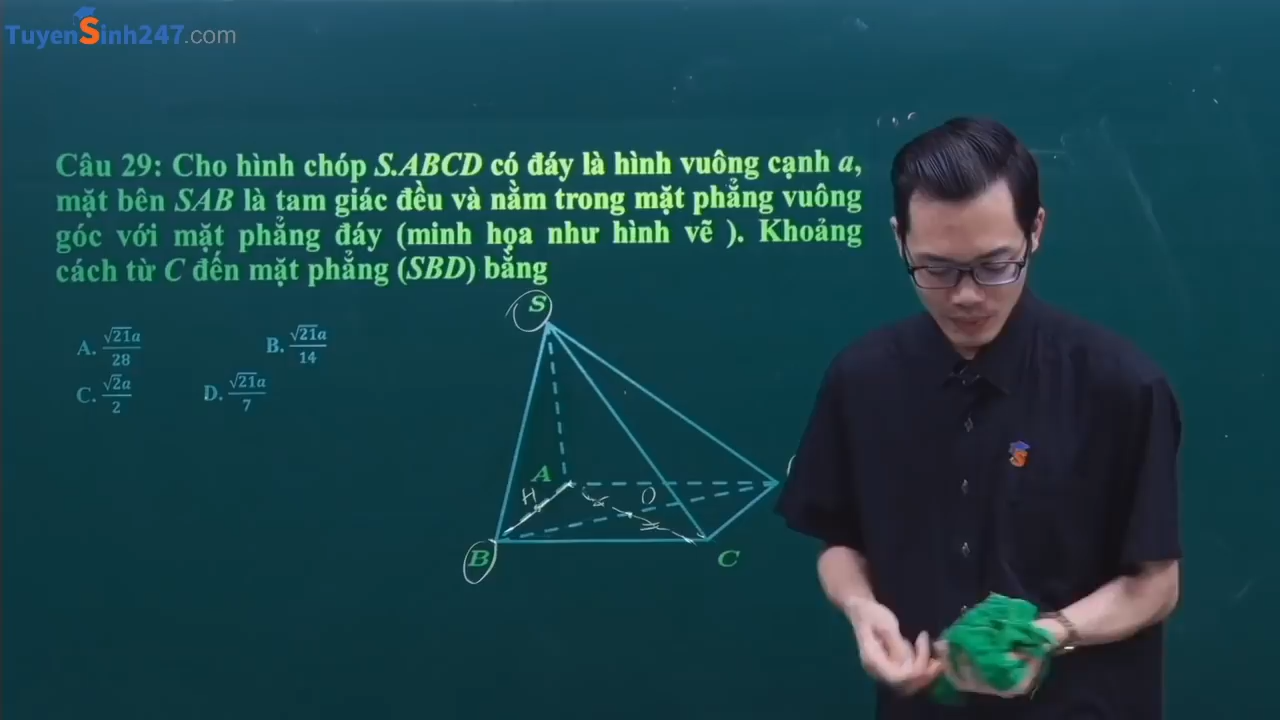 TuyenSinh247.com
Câu 29: Cho hình chóp S.ABCD có đáy là hình vuông cạnh a,
mặt bên SAB là tam giác đều và nằm trong mặt phẳng vuông
góc với mặt phẳng đáy (minh họa như hình vẽ ). Khoảng
cách từ C đến mặt phẳng (SBD) bằng
A. √21a/28 B. √21a/14
C. √2a/2 D. √21a/7
S
A
H O
B C
S